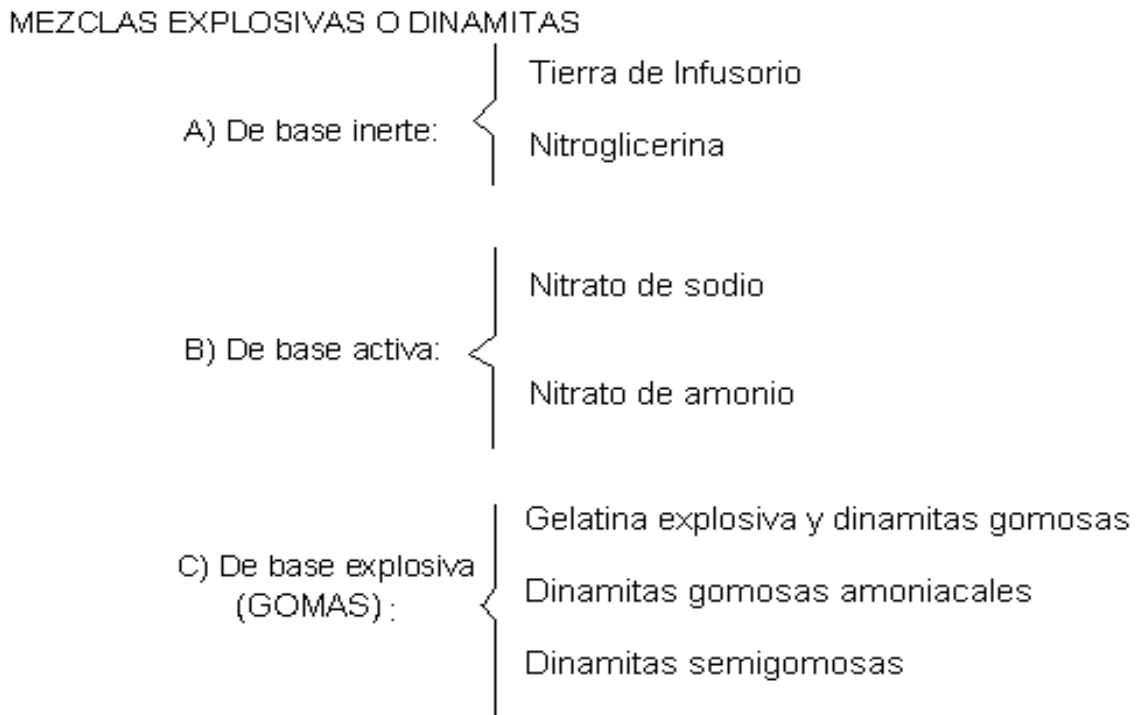 MEZCLAS EXPLOSIVAS O DINAMITAS
A) De base inerte:
Tierra de Infusorio
Nitroglicerina
B) De base activa:
Nitrato de sodio
Nitrato de amonio
C) De base explosiva
(GOMAS) :
Gelatina explosiva y dinamitas gomosas
Dinamitas gomosas amoniacales
Dinamitas semigomosas